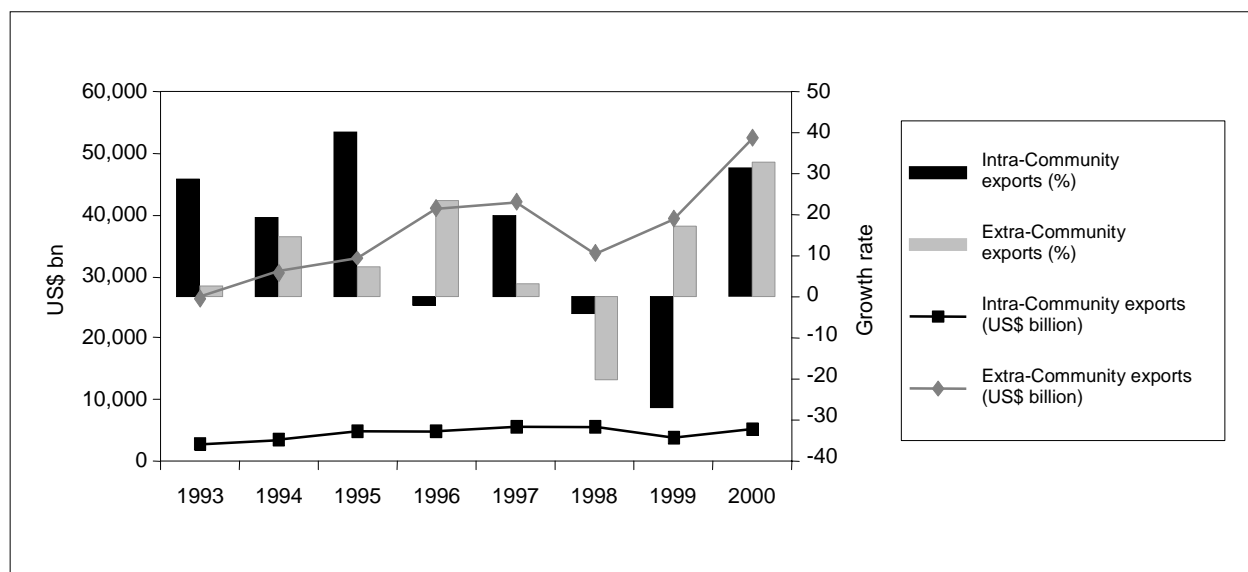 60,000
50,000
40,000
30,000
20,000
10,000
0
US$ bn
50
40
30
20
10
0
-10
-20
-30
-40
Growth rate
1993 1994 1995 1996 1997 1998 1999 2000
Intra-Community
exports (%)
Extra-Community
exports (%)
Intra-Community exports
(US$ billion)
Extra-Community exports
(US$ billion)